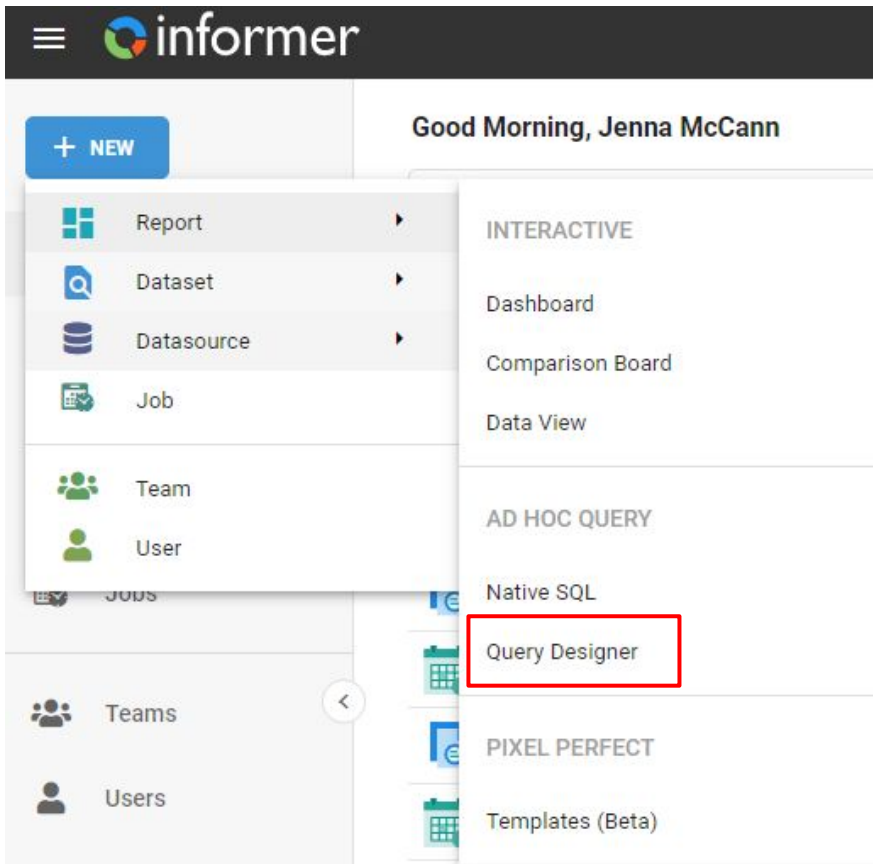 informer
Good Morning, Jenna McCann
+ NEW
Report
Dataset
Datasource
Job
Team
User
Jobs
Teams
Users
INTERACTIVE
Dashboard
Comparison Board
Data View
AD HOC QUERY
Native SQL
Query Designer
PIXEL PERFECT
Templates (Beta)